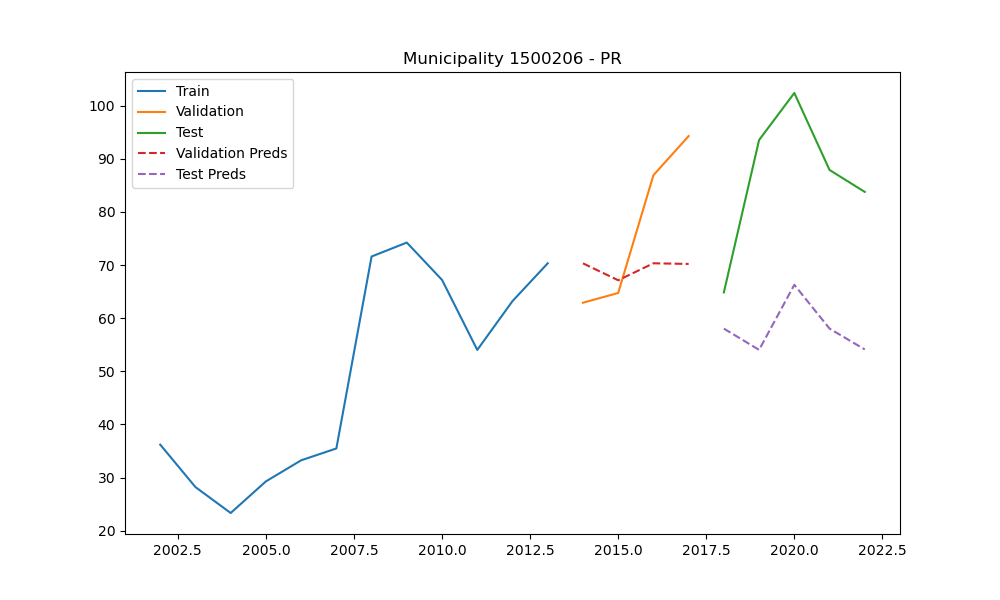 Municipality 1500206 - PR
Train
Validation
Test
Validation Preds
Test Preds
100
90
80
70
60
50
40
30
20
2002.5 2005.0 2007.5 2010.0 2012.5 2015.0 2017.5 2020.0 2022.5